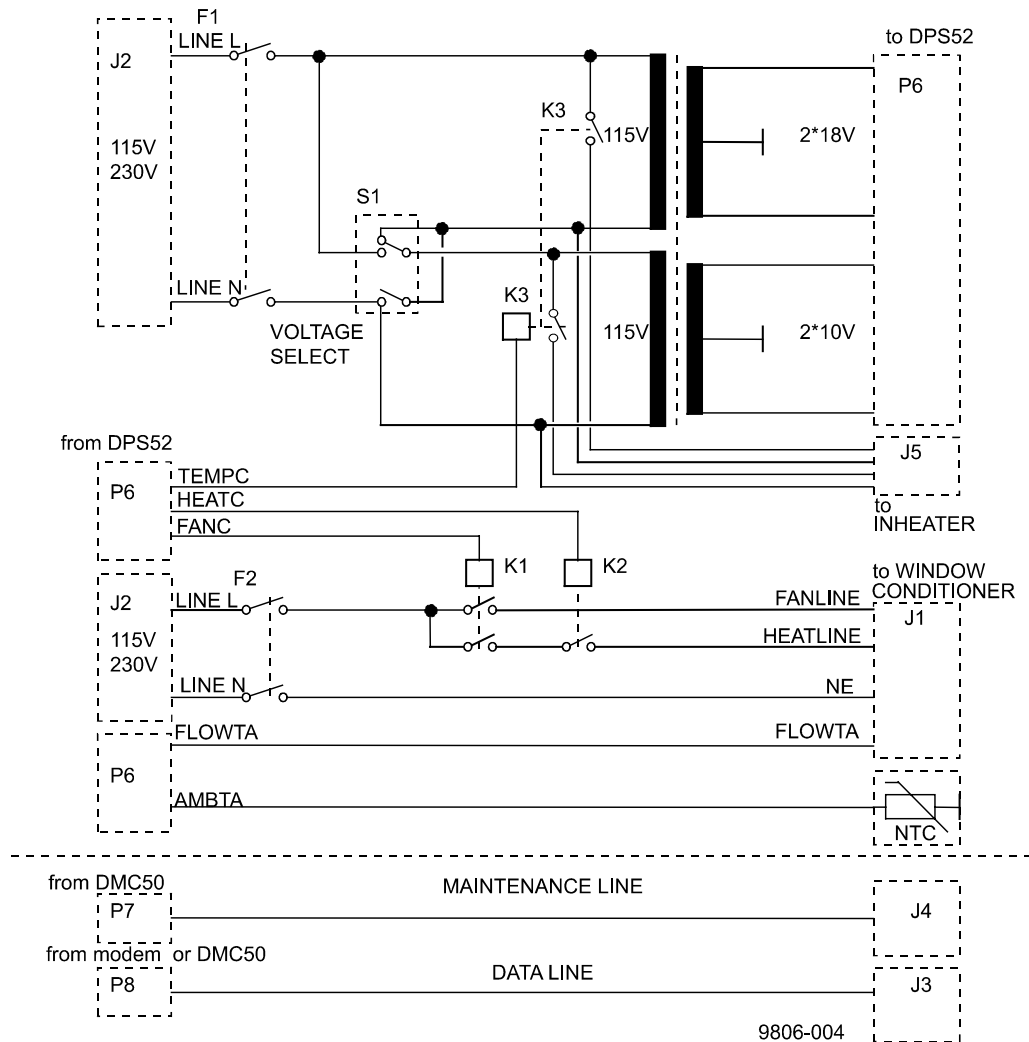 F1
LINE L
to DPS52
J2
P6
K3
115V
2*18V
115V
230V
S1
LINE N
K3
115V
2*10V
VOLTAGE
SELECT
from DPS52
J5
TEMPC
P6
HEATC
to
INHEATER
FANC
K1
K2
to WINDOW
CONDITIONER
F2
J2
LINE L
FANLINE
J1
115V
230V
HEATLINE
LINE N
NE
FLOWTA
FLOWTA
P6
AMBTA
NTC
from DMC50
MAINTENANCE LINE
P7
J4
from modem or DMC50
DATA LINE
P8
J3
9806-004